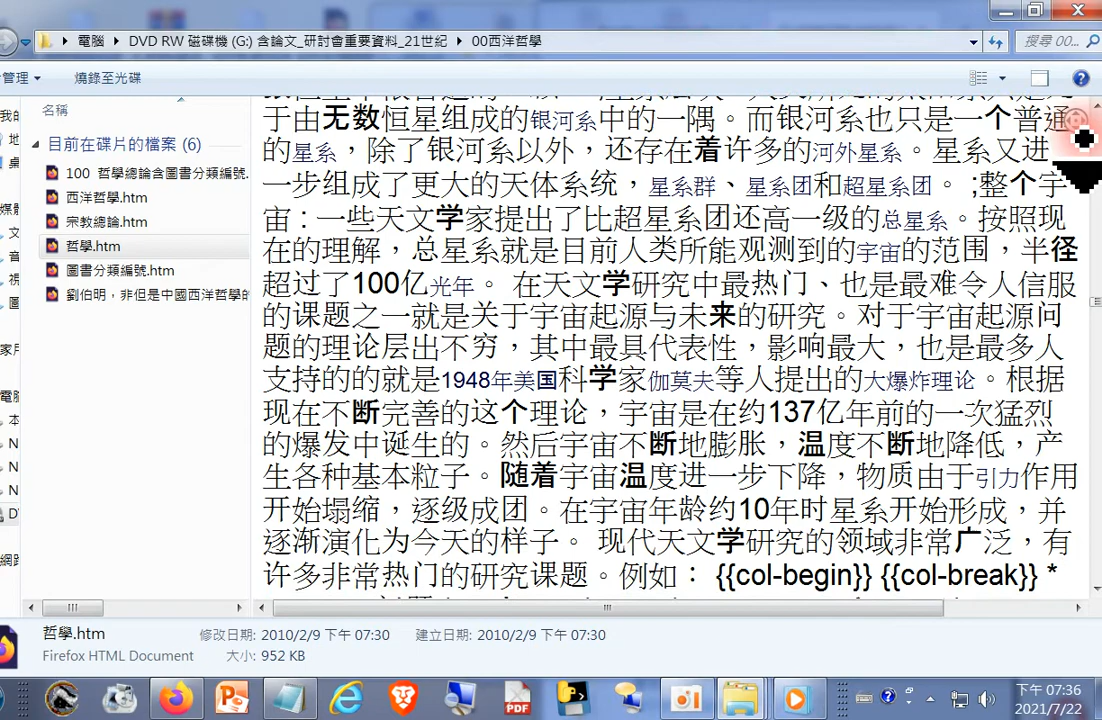 電腦 ▸ DVD RW 磁碟機 (G:) 含論文_研討會重要資料_21世紀 ▸ 00西洋哲學
搜尋 00...
管理
燒錄至光碟
名稱
目前在碟片的檔案 (6)
100 哲學總論含圖書分類編號.
西洋哲學.htm
宗教總論.htm
哲學.htm
圖書分類編號.htm
劉伯明，非但是中國西洋哲學的
于由无数恒星组成的银河系中的一隅。而银河系也只是一个普通
的星系，除了银河系以外，还存在着许多的河外星系。星系又进
一步组成了更大的天体系统，星系群、星系团和超星系团。 ;整个宇
宙：一些天文学家提出了比超星系团还高一级的总星系。按照现
在的理解，总星系就是目前人类所能观测到的宇宙的范围，半径
超过了100亿光年。 在天文学研究中最热门、也是最难令人信服
的课题之一就是关于宇宙起源与未来的研究。对于宇宙起源问
题的理论层出不穷，其中最具代表性，影响最大，也是最多人
支持的的就是1948年美国科学家伽莫夫等人提出的大爆炸理论。根据
现在不断完善的这个理论，宇宙是在约137亿年前的一次猛烈
的爆发中诞生的。然后宇宙不断地膨胀，温度不断地降低，产
生各种基本粒子。随着宇宙温度进一步下降，物质由于引力作用
开始塌缩，逐级成团。在宇宙年龄约10年时星系开始形成，并
逐渐演化为今天的样子。 现代天文学研究的领域非常广泛，有
许多非常热门的研究课题。例如： {{col-begin}} {{col-break}} *
哲學.htm
修改日期: 2010/2/9 下午 07:30
建立日期: 2010/2/9 下午 07:30
Firefox HTML Document
大小: 952 KB
下午 07:36
2021/7/22